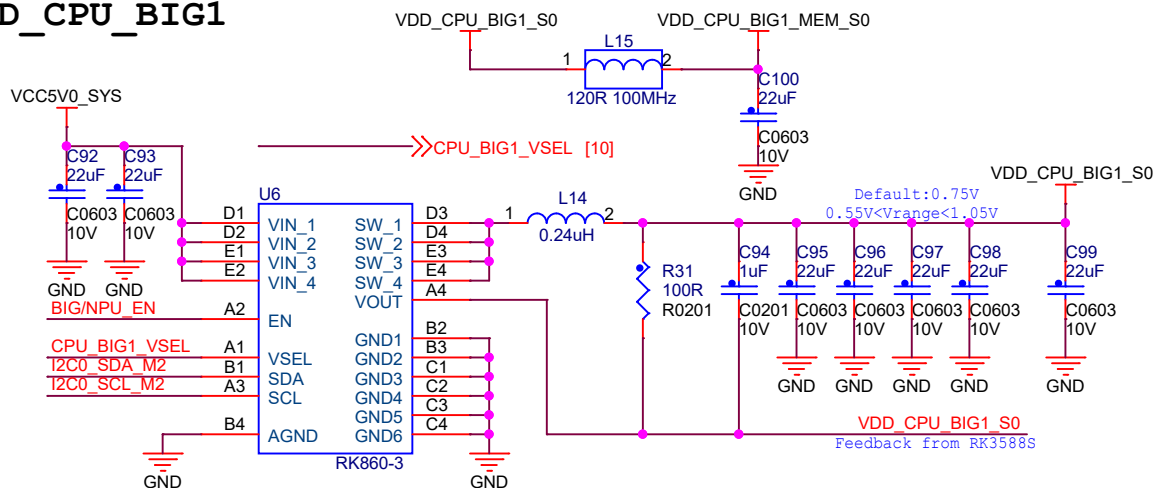 D_CPU_BIG1
VDD_CPU_BIG1_S0
VDD_CPU_BIG1_MEM_S0
L15
1
2
120R 100MHz
C100
22uF
C0603
10V
GND
VCC5V0_SYS
C92
22uF
C0603
10V
GND
C93
22uF
C0603
10V
GND
CPU_BIG1_VSEL [10]
U6
D1
VIN_1
D2
VIN_2
E1
VIN_3
E2
VIN_4
BIG/NPU_EN
A2
EN
CPU_BIG1_VSEL
A1
VSEL
I2C0_SDA_M2
B1
SDA
I2C0_SCL_M2
A3
SCL
B4
AGND
GND
SW_1
D3
SW_2
D4
SW_3
E3
SW_4
E4
VOUT
A4
GND1
B2
GND2
B3
GND3
C1
GND4
C2
GND5
C3
GND6
C4
RK860-3
GND
1
L14
2
0.24uH
R31
100R
R0201
Default:0.75V
0.55V<Vrange<1.05V
VDD_CPU_BIG1_S0
C94
1uF
C0201
10V
C95
22uF
C0603
10V
GND
C96
22uF
C0603
10V
GND
C97
22uF
C0603
10V
GND
C98
22uF
C0603
10V
GND
C99
22uF
C0603
10V
GND
VDD_CPU_BIG1_S0
Feedback from RK3588S